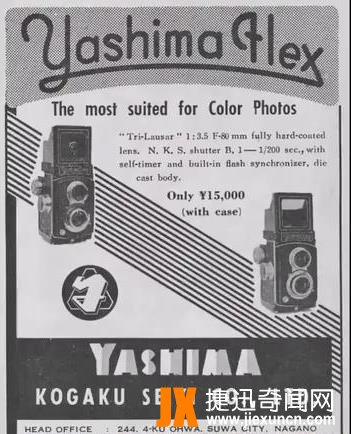 Yashima Flex
The most suited for Color Photos
"Tri-Lausar" 1:3.5 F-80 mm fully hard-coated
lens. N. K. S. shutter B, 1—1/200 sec., with
self-timer and built-in flash synchronizer, die
cast body.
Only ¥15,000
(with case)
YASHIMA
KOGAKU
HEAD OFFICE : 244, 4-KU OHWA, SUWA CITY, NAGANO
JX 捷迅奇闻网
www.jiexuncn.com